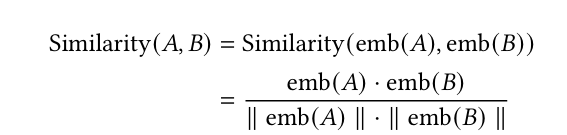 Similarity(A, B) = Similarity(emb(A), emb(B))
= emb(A) · emb(B)
‖ emb(A) ‖ · ‖ emb(B) ‖